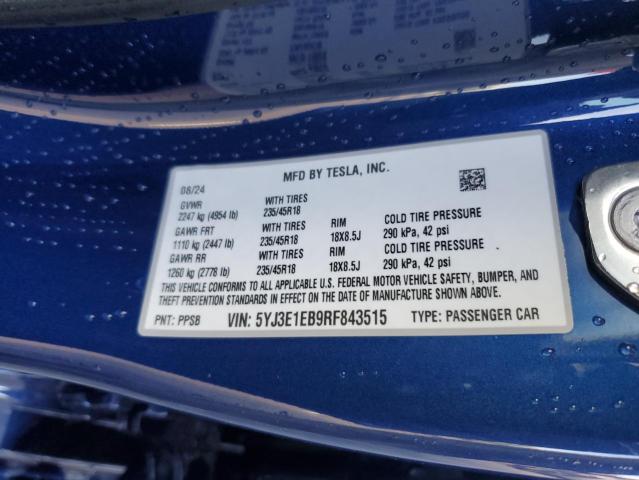 MFD BY TESLA, INC.
08/24
GVWR WITH TIRES
2247 kg (4954 lb) 235/45R18
GAWR FRT WITH TIRES RIM COLD TIRE PRESSURE
1110 kg (2447 lb) 235/45R18 18X8.5J 290 kPa, 42 psi
GAWR RR WITH TIRES RIM COLD TIRE PRESSURE
1260 kg (2778 lb) 235/45R18 18X8.5J 290 kPa, 42 psi
THIS VEHICLE CONFORMS TO ALL APPLICABLE U.S. FEDERAL MOTOR VEHICLE SAFETY, BUMPER, AND
THEFT PREVENTION STANDARDS IN EFFECT ON THE DATE OF MANUFACTURE SHOWN ABOVE.
PNT: PPSB VIN: 5YJ3E1EB9RF843515 TYPE: PASSENGER CAR